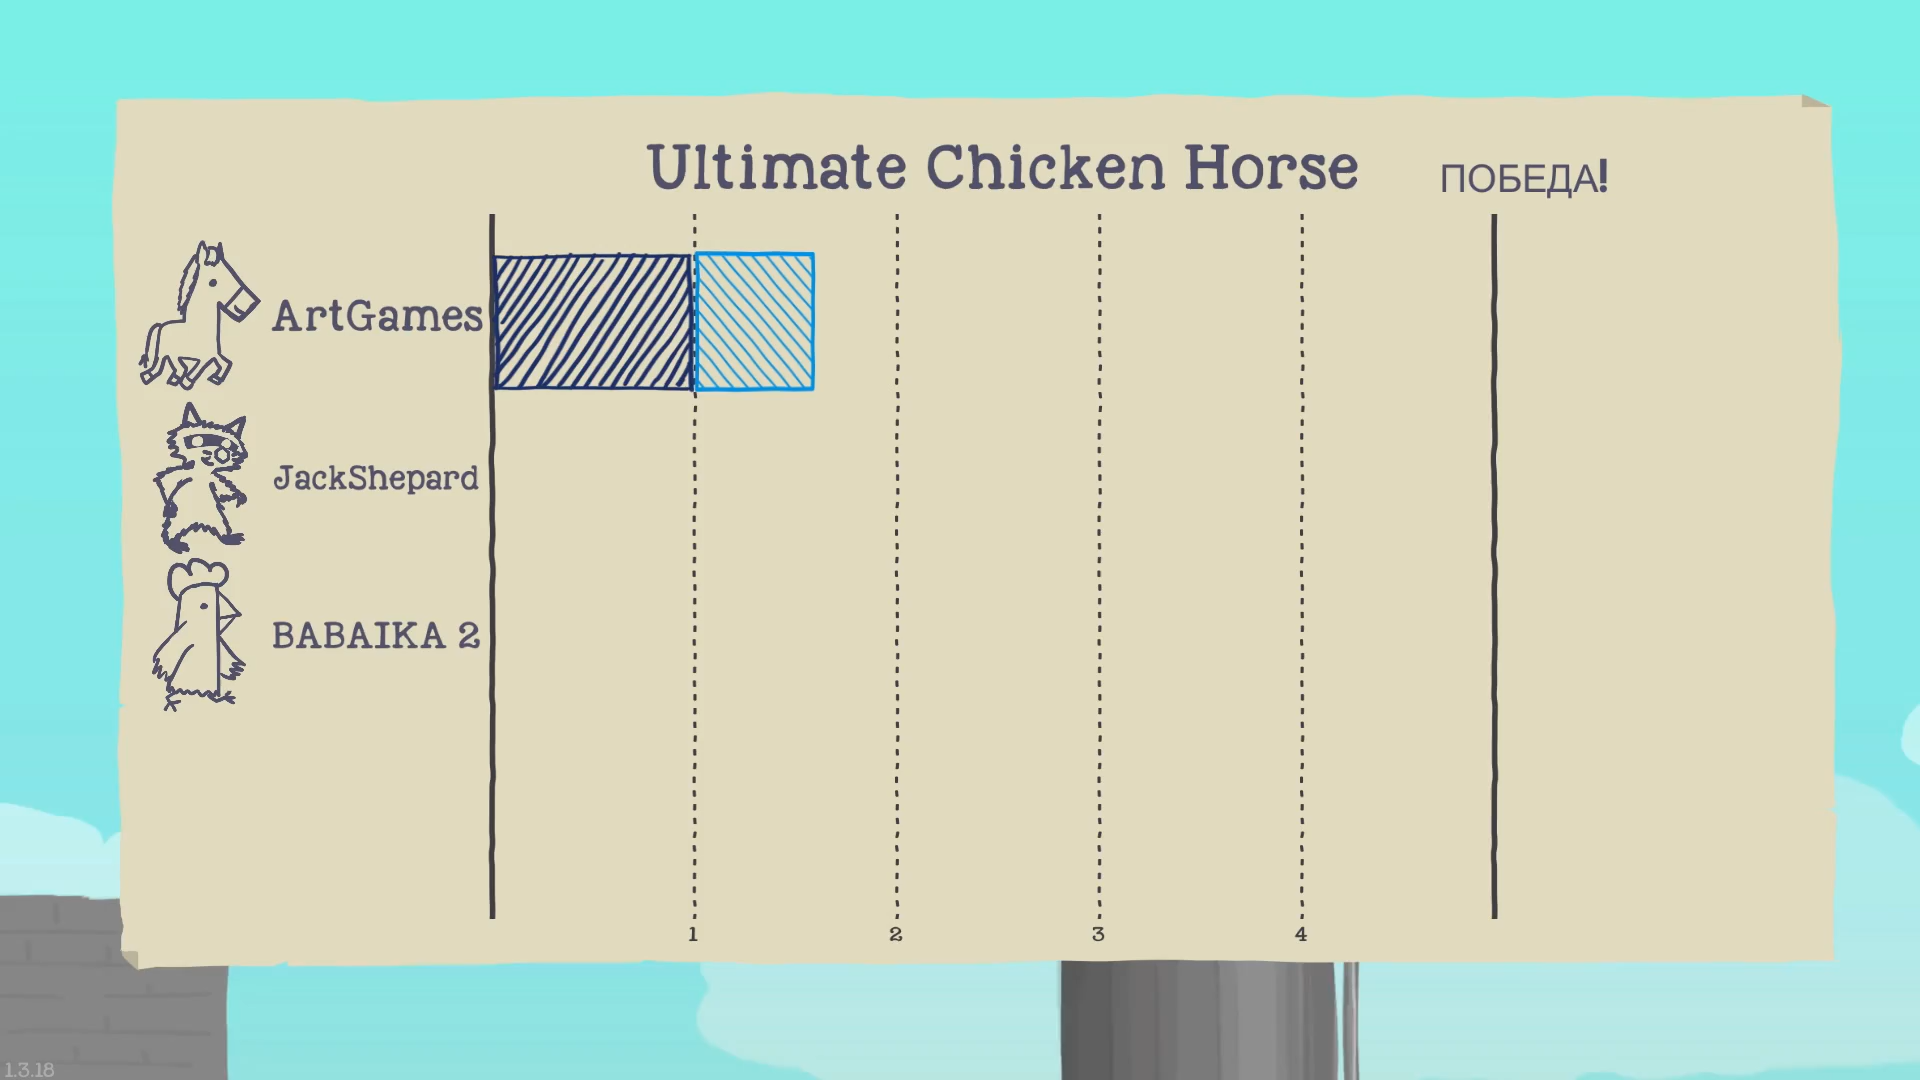 Ultimate Chicken Horse
ПОБЕДА!
ArtGames
JackShepard
BABAIKA 2
1 2 3 4
1.3.18